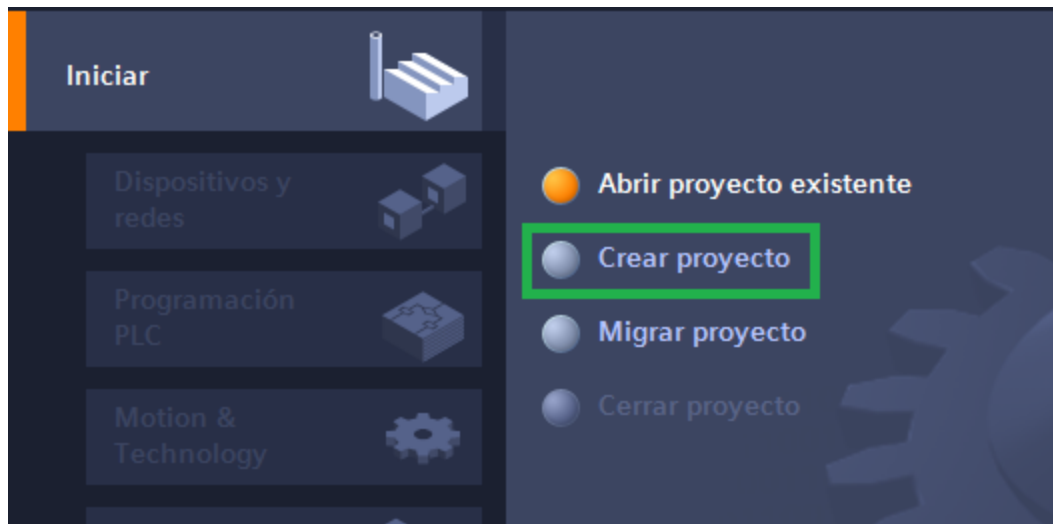 Iniciar
Dispositivos y
redes
Programación
PLC
Motion &
Technology
Abrir proyecto existente
Crear proyecto
Migrar proyecto
Cerrar proyecto